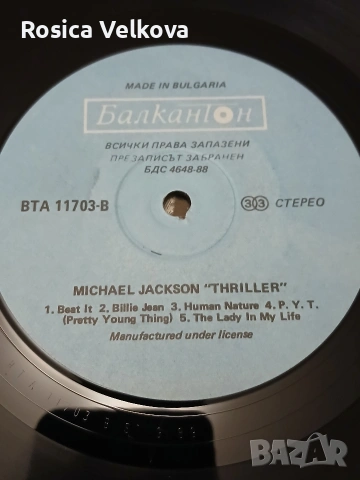 Rosica Velkova
MADE IN BULGARIA
Балкантон
ВСИЧКИ ПРАВА ЗАПАЗЕНИ
ПРЕЗАПИСЪТ ЗАБРАНЕН
БДС 4648-88
ВТА 11703-В 33 СТЕРЕО
MICHAEL JACKSON "THRILLER"
1. Beat It 2. Billie Jean 3. Human Nature 4. P. Y. T.
(Pretty Young Thing) 5. The Lady In My Life
Manufactured under license
bazar